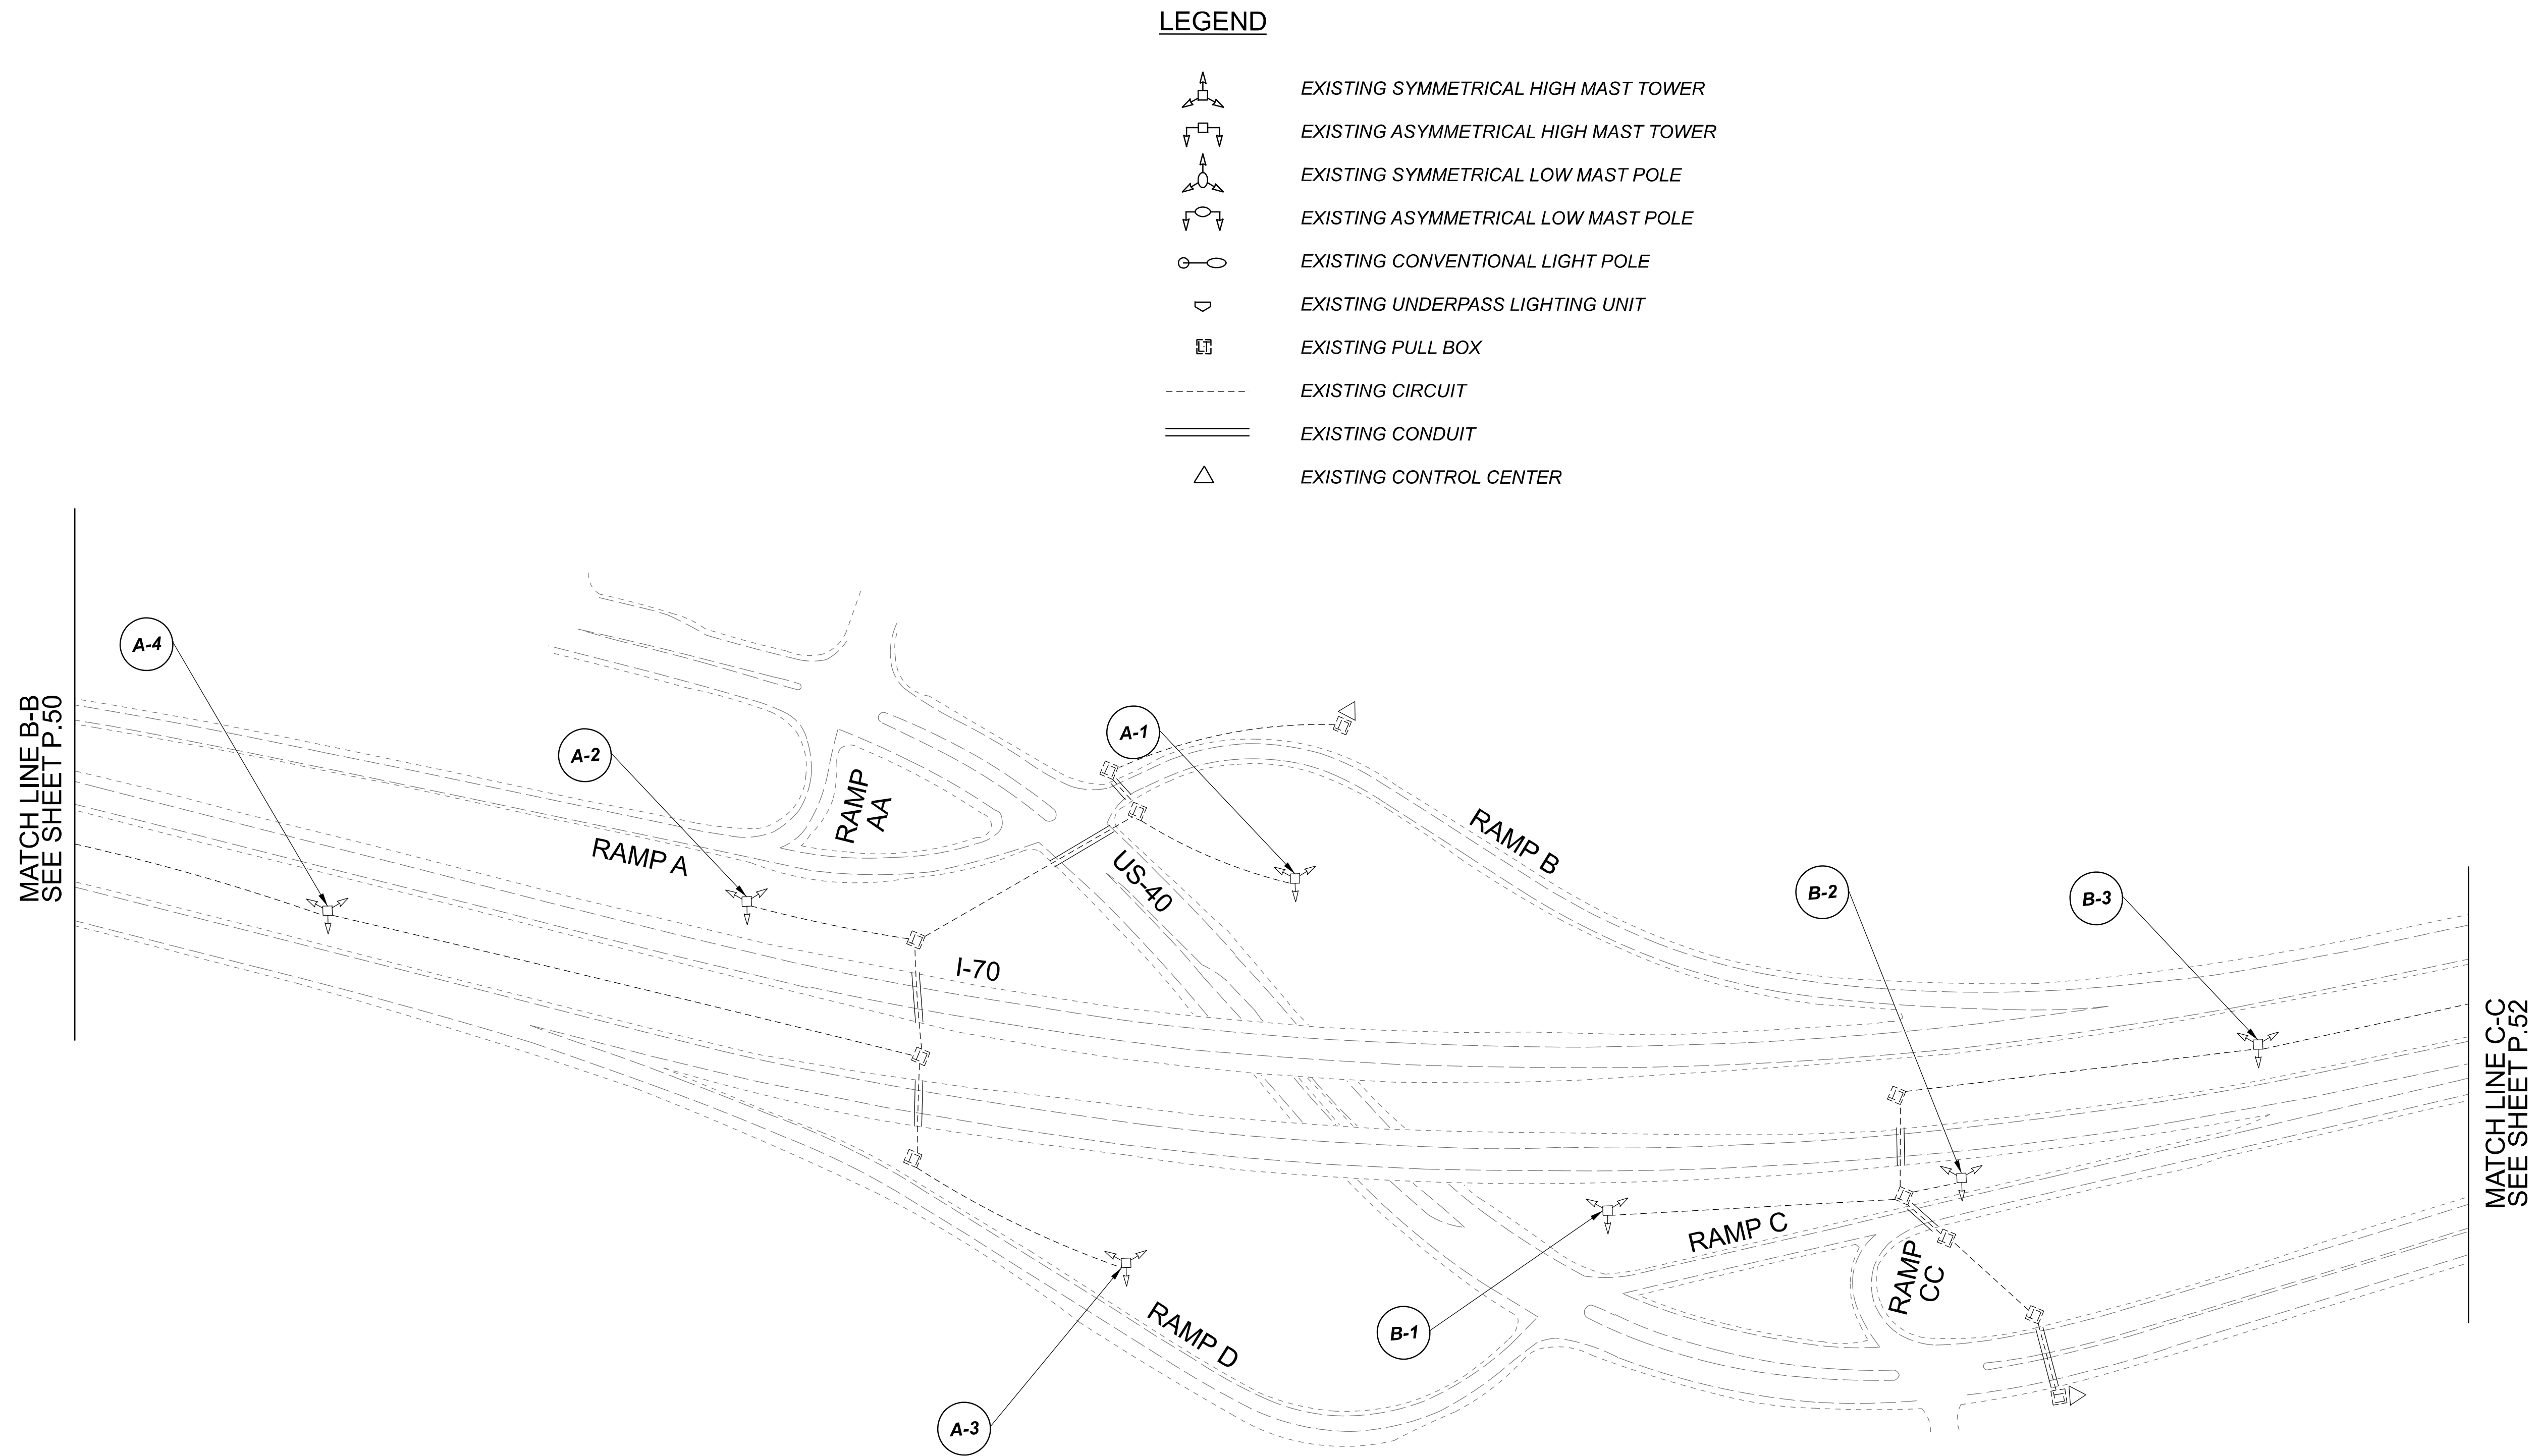 LEGEND
EXISTING SYMMETRICAL HIGH MAST TOWER
EXISTING ASYMMETRICAL HIGH MAST TOWER
EXISTING SYMMETRICAL LOW MAST POLE
EXISTING ASYMMETRICAL LOW MAST POLE
EXISTING CONVENTIONAL LIGHT POLE
EXISTING UNDERPASS LIGHTING UNIT
EXISTING PULL BOX
EXISTING CIRCUIT
EXISTING CONDUIT
EXISTING CONTROL CENTER
MATCH LINE B-B
SEE SHEET P.50
A-4
A-2
A-1
RAMP
AA
RAMP A
US-40
RAMP B
I-70
B-2
B-3
RAMP C
RAMP
CC
RAMP D
B-1
A-3
MATCH LINE C-C
SEE SHEET P.52